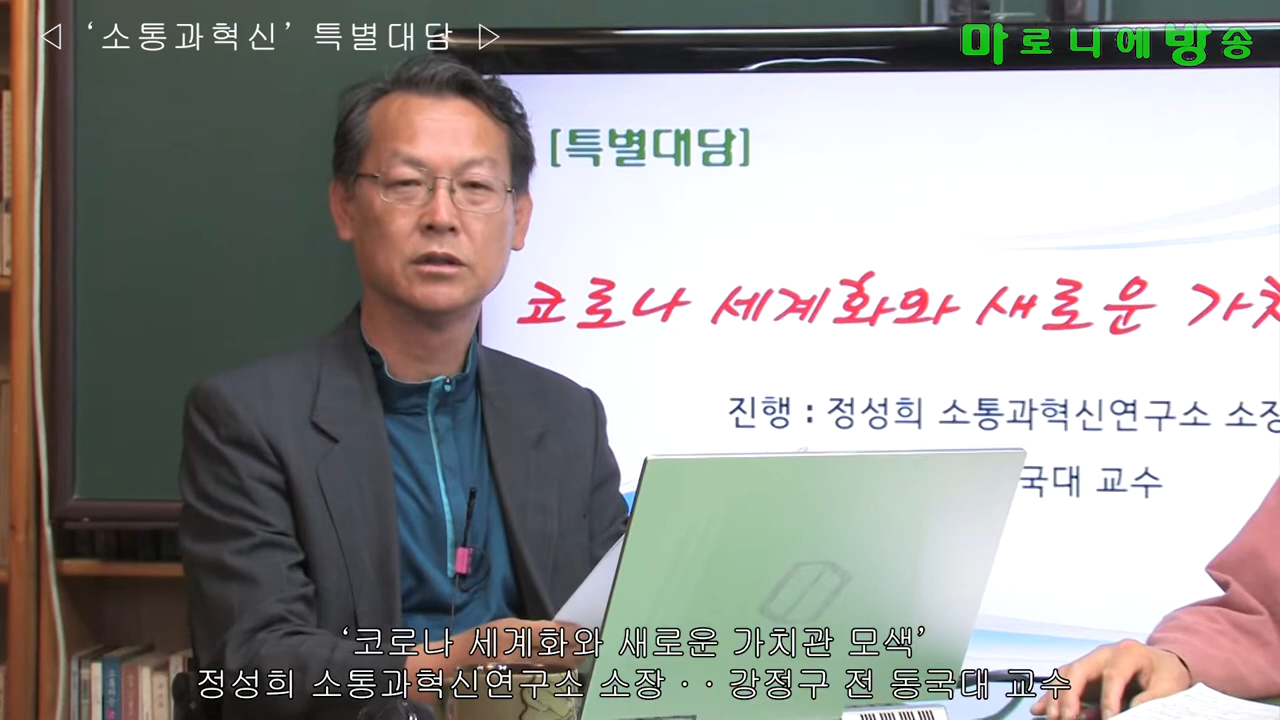 ◁ ‘소통과혁신’ 특별대담 ▷
마로니에방송
[특별대담]
코로나 세계화와 새로운 가치
진행 : 정성희 소통과혁신연구소 소장
국대 교수
‘코로나 세계화와 새로운 가치관 모색’
정성희 소통과혁신연구소 소장 · · 강정구 전 동국대 교수